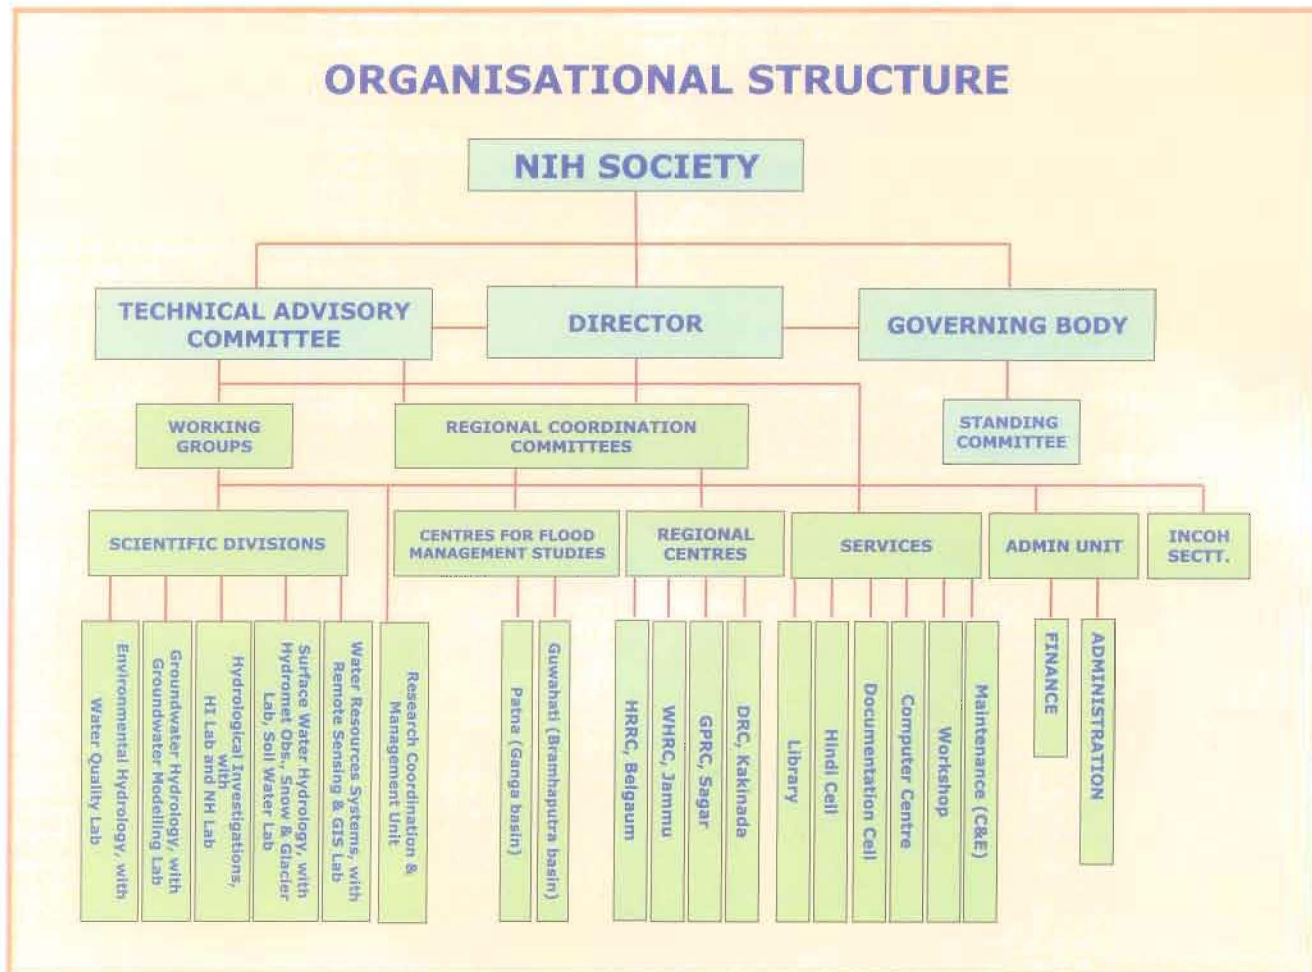 ORGANISATIONAL STRUCTURE
NIH SOCIETY
TECHNICAL ADVISORY
COMMITTEE
DIRECTOR
GOVERNING BODY
WORKING
GROUPS
REGIONAL COORDINATION
COMMITTEES
STANDING
COMMITTEE
SCIENTIFIC DIVISIONS
CENTRES FOR FLOOD
MANAGEMENT STUDIES
REGIONAL
CENTRES
SERVICES
ADMIN UNIT
INCOH
SECTT.
Environmental Hydrology, with
Water Quality Lab
Groundwater Hydrology, with
Groundwater Modelling Lab
Hydrological Investigations,
with
HI Lab and NH Lab
Surface Water Hydrology, with
Hydromet Obs., Snow & Glacier
Lab, Soil Water Lab
Water Resources Systems, with
Remote Sensing & GIS Lab
Research Coordination &
Management Unit
Patna (Ganga basin)
Guwahati (Bramhaputra basin)
HRRC, Belgaum
WHRC, Jammu
GPRC, Sagar
DRC, Kakinada
Library
Hindi Cell
Documentation Cell
Computer Centre
Workshop
Maintenance (C&E)
FINANCE
ADMINISTRATION